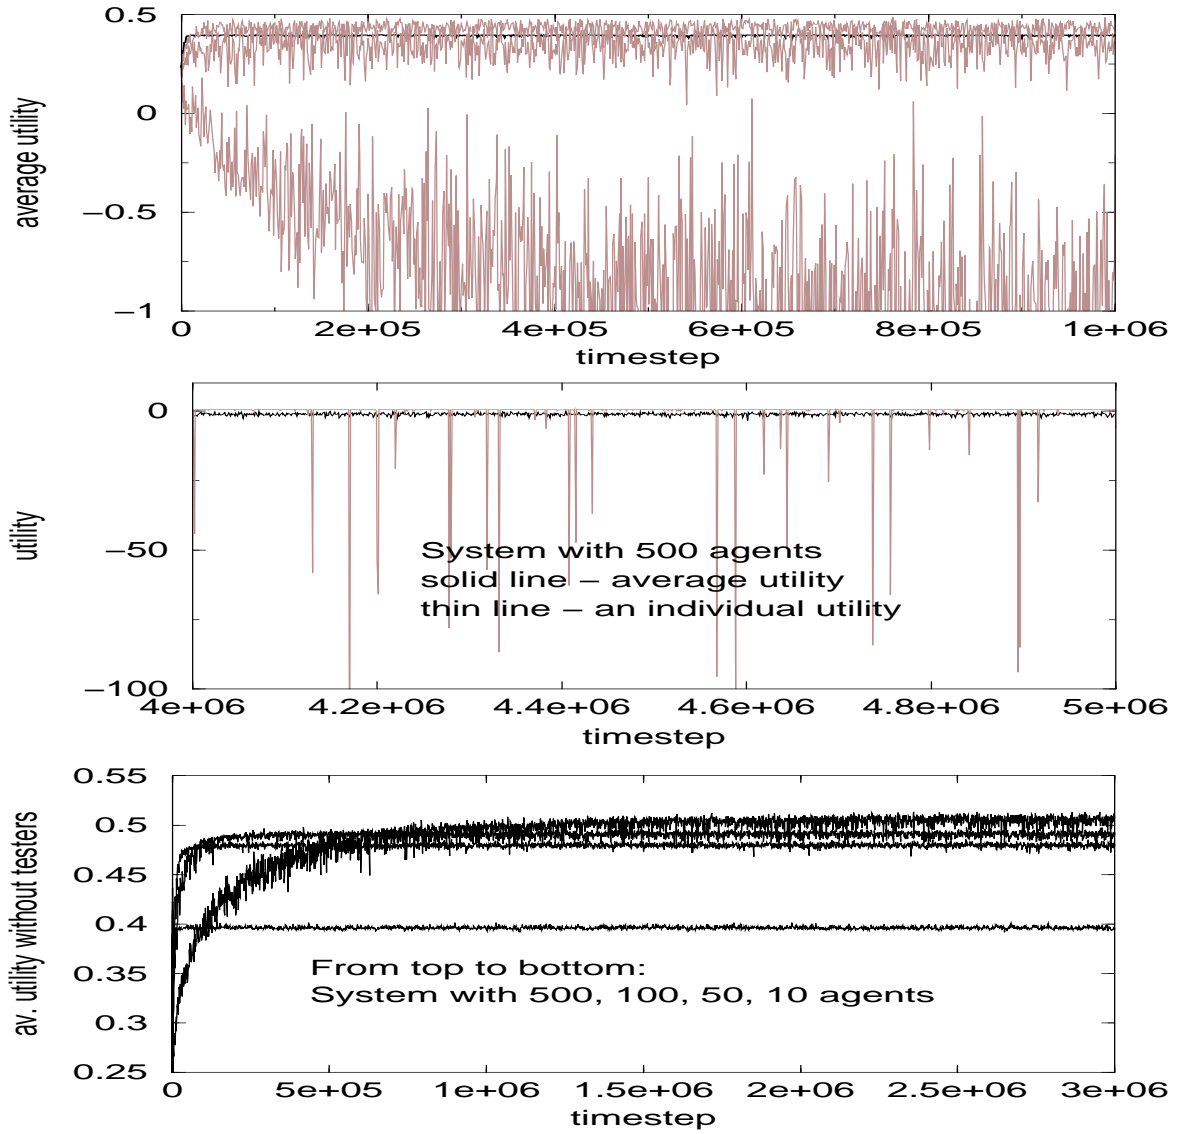 0.5
0
−0.5
−1
average utility
0 2e+05 4e+05 6e+05 8e+05 1e+06
timestep
0
−50
−100
utility
System with 500 agents
solid line – average utility
thin line – an individual utility
4e+06 4.2e+06 4.4e+06 4.6e+06 4.8e+06 5e+06
timestep
0.55
0.5
0.45
0.4
0.35
0.3
0.25
av. utility without testers
From top to bottom:
System with 500, 100, 50, 10 agents
0 5e+05 1e+06 1.5e+06 2e+06 2.5e+06 3e+06
timestep